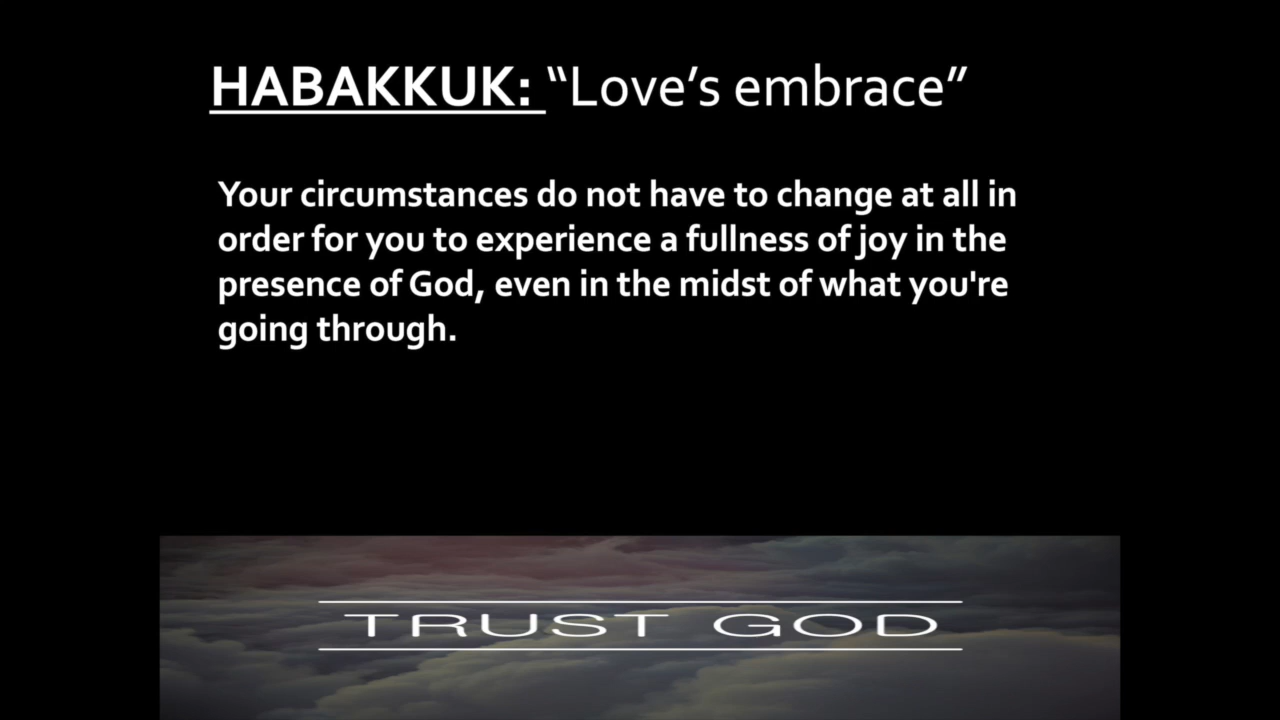 HABAKKUK: “Love’s embrace”
Your circumstances do not have to change at all in
order for you to experience a fullness of joy in the
presence of God, even in the midst of what you're
going through.
TRUST GOD